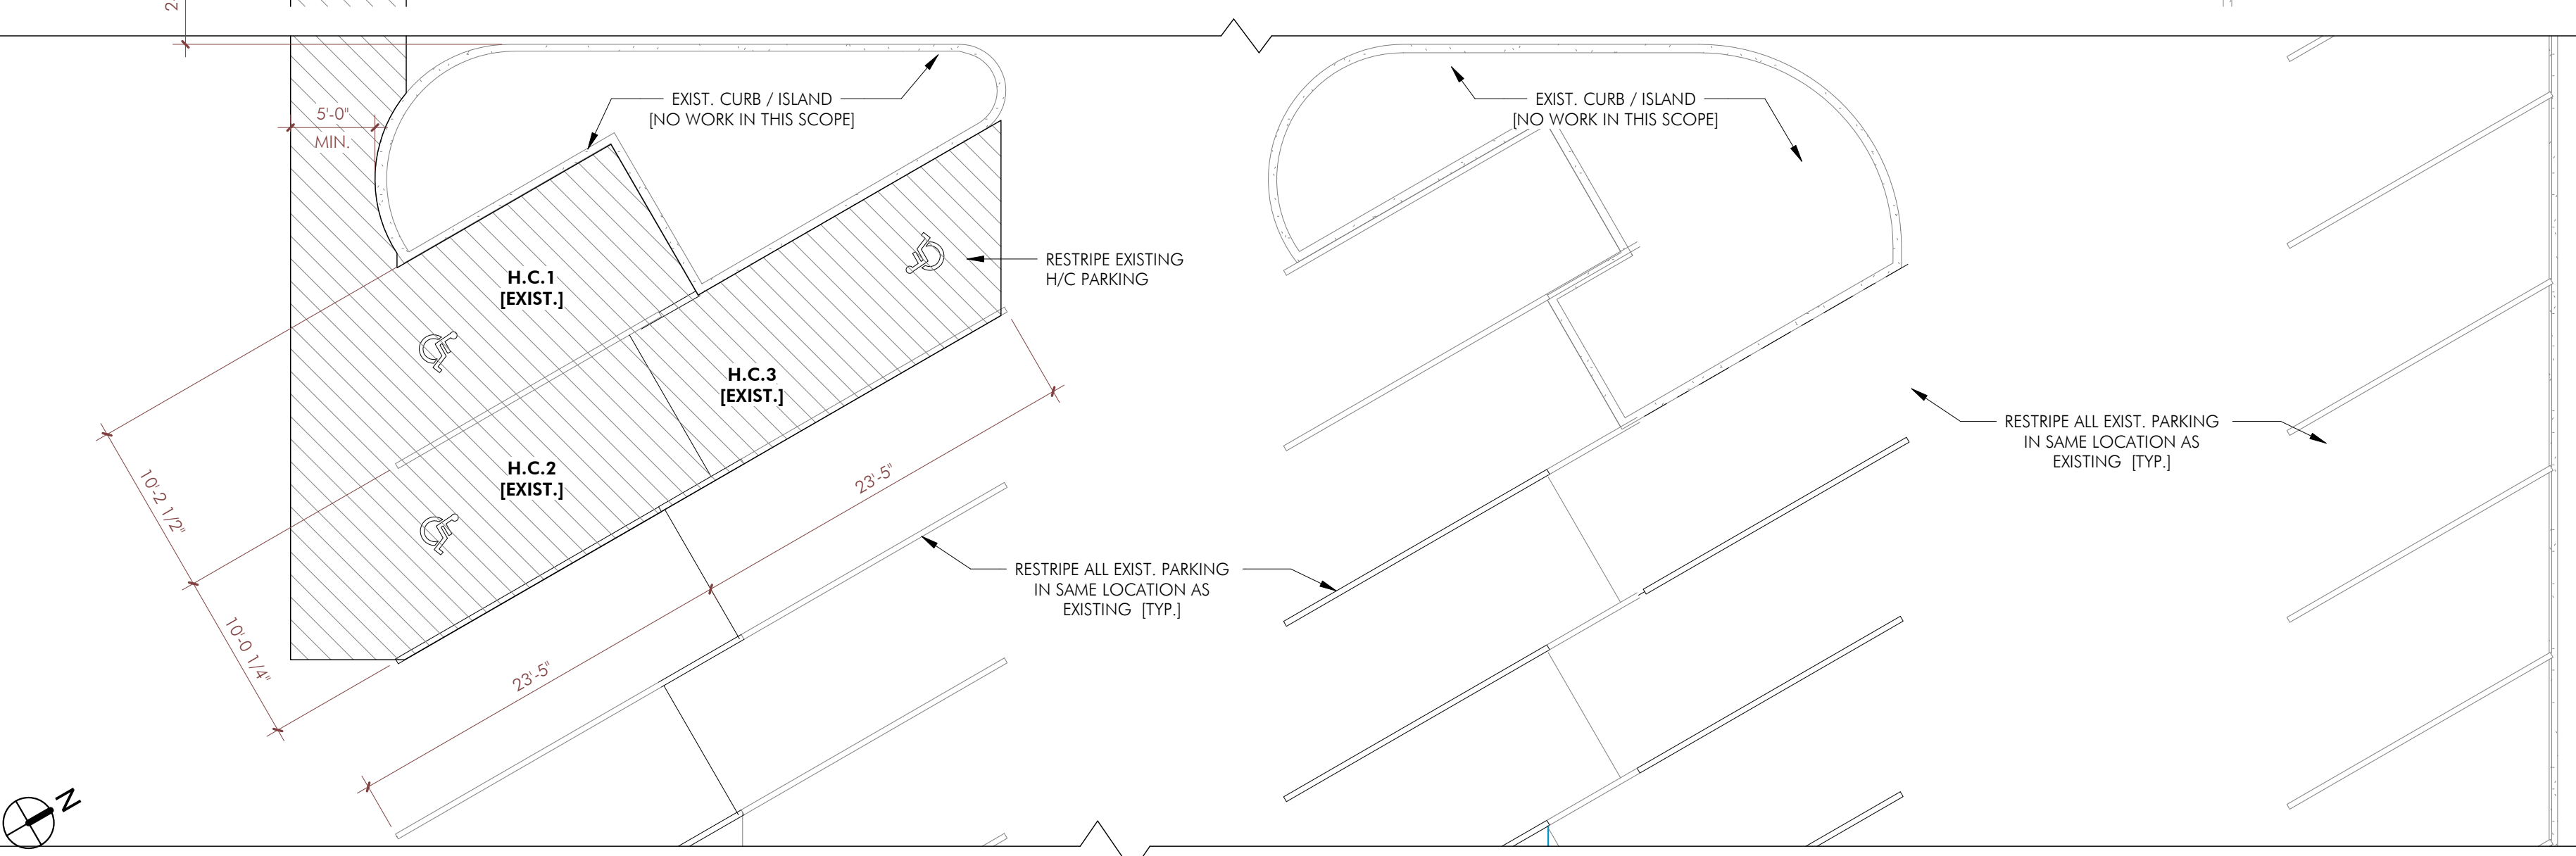 2
EXIST. CURB / ISLAND
[NO WORK IN THIS SCOPE]
EXIST. CURB / ISLAND
[NO WORK IN THIS SCOPE]
5'-0"
MIN.
RESTRIPE EXISTING
H/C PARKING
H.C.1
[EXIST.]
H.C.3
[EXIST.]
H.C.2
[EXIST.]
RESTRIPE ALL EXIST. PARKING
IN SAME LOCATION AS
EXISTING [TYP.]
10'-2 1/2"
23'-5"
RESTRIPE ALL EXIST. PARKING
IN SAME LOCATION AS
EXISTING [TYP.]
10'-0 1/4"
23'-5"
N